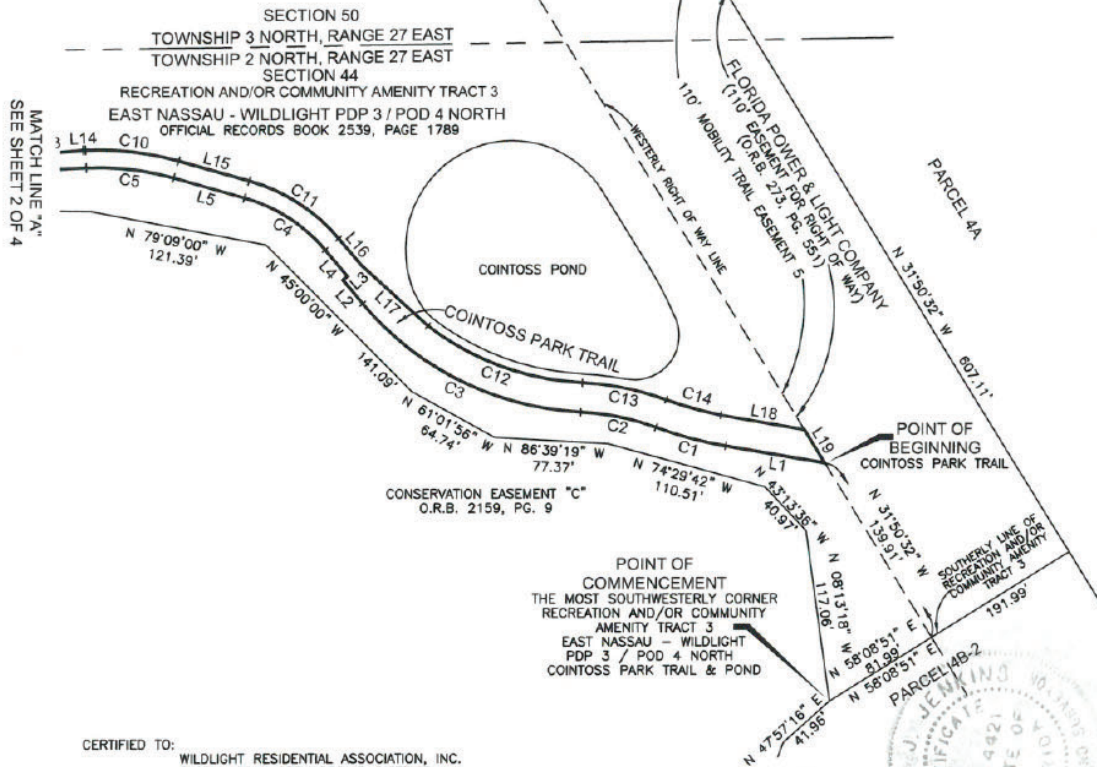 SECTION 50
TOWNSHIP 3 NORTH, RANGE 27 EAST
TOWNSHIP 2 NORTH, RANGE 27 EAST
SECTION 44
RECREATION AND/OR COMMUNITY AMENITY TRACT 3
EAST NASSAU - WILDLIGHT PDP 3 / POD 4 NORTH
OFFICIAL RECORDS BOOK 2539, PAGE 1789
MATCH LINE "A"
SEE SHEET 2 OF 4
L14
C10
L15
C11
L16
L17
C5
L5
C4
L4
L3
L2
C3
C12
C13
C14
L18
L19
C2
C1
L1
N 79°09'00" W
121.39'
N 45°00'00" W
141.09'
N 61°01'56" W
64.74'
N 86°39'19" W
77.37'
N 74°29'42" W
110.51'
N 43°13'36" W
40.97'
N 08°13'18" W
117.06'
COINTOSS POND
COINTOSS PARK TRAIL
WESTERLY RIGHT OF WAY LINE
110' MOBILITY TRAIL EASEMENT 5
FLORIDA POWER & LIGHT COMPANY
(110' EASEMENT FOR RIGHT OF WAY)
(O.R.B. 273, PG. 551)
PARCEL 4A
N 31°50'32" W
607.11'
POINT OF
BEGINNING
COINTOSS PARK TRAIL
N 31°50'32" W
139.91'
SOUTHERLY LINE OF
RECREATION AND/OR
COMMUNITY AMENITY
TRACT 3
191.99'
N 58°08'51" E
81.99'
N 58°08'51" E
PARCEL 4B-2
N 47°57'16" E
41.96'
CONSERVATION EASEMENT "C"
O.R.B. 2159, PG. 9
POINT OF
COMMENCEMENT
THE MOST SOUTHWESTERLY CORNER
RECREATION AND/OR COMMUNITY
AMENITY TRACT 3
EAST NASSAU - WILDLIGHT
PDP 3 / POD 4 NORTH
COINTOSS PARK TRAIL & POND
CERTIFIED TO:
WILDLIGHT RESIDENTIAL ASSOCIATION, INC.
JENKINS
4421